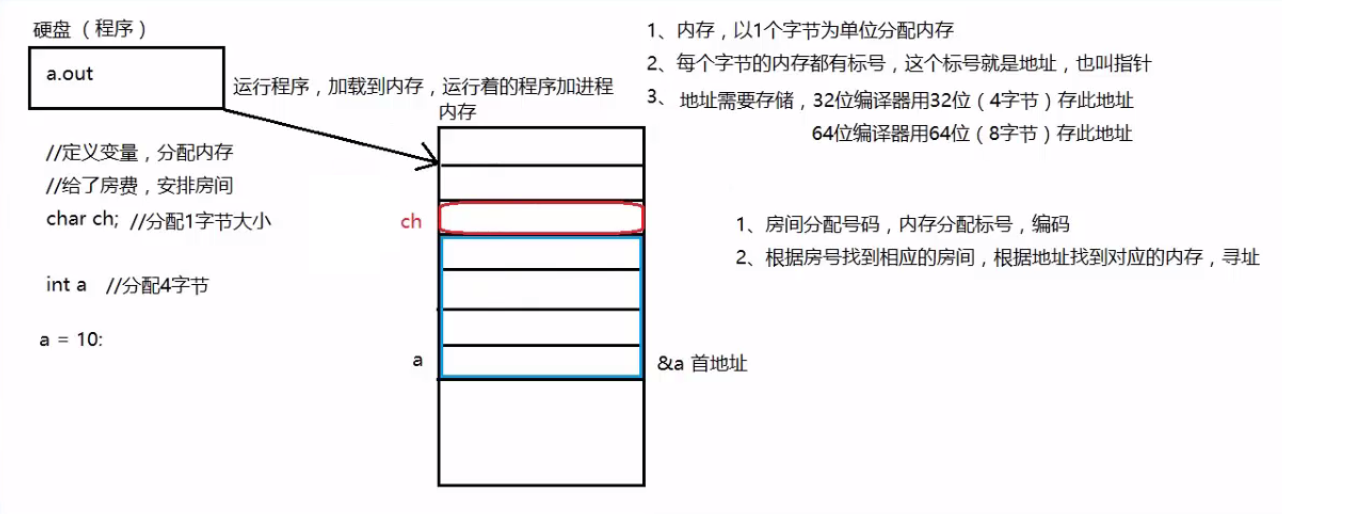 硬盘（程序）
a.out
运行程序，加载到内存，运行着的程序加进程
内存
//定义变量，分配内存
//给了房费，安排房间
char ch; //分配1字节大小
ch
int a //分配4字节
a = 10:
a
&a 首地址
1、内存，以1个字节为单位分配内存
2、每个字节的内存都有标号，这个标号就是地址，也叫指针
3、地址需要存储，32位编译器用32位（4字节）存此地址
64位编译器用64位（8字节）存此地址
1、房间分配号码，内存分配标号，编码
2、根据房号找到相应的房间，根据地址找到对应的内存，寻址